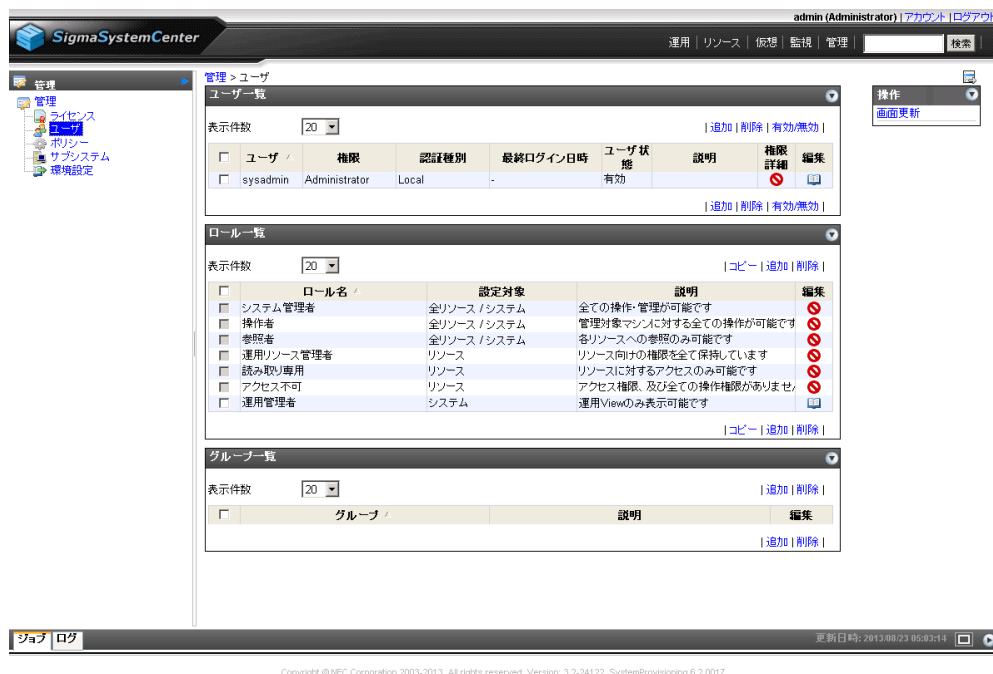 admin (Administrator) | アカウント | ログアウト
SigmaSystemCenter
運用 | リソース | 仮想 | 監視 | 管理 | 検索
管理
管理
ライセンス
ユーザ
ポリシー
サブシステム
環境設定
管理 > ユーザ
ユーザ一覧
表示件数 20 | 追加 | 削除 | 有効/無効 |
ユーザ 権限 認証種別 最終ログイン日時 ユーザ状態 説明 権限詳細 編集
sysadmin Administrator Local - 有効
| 追加 | 削除 | 有効/無効 |
ロール一覧
表示件数 20 | コピー | 追加 | 削除 |
ロール名 設定対象 説明 編集
システム管理者 全リソース / システム 全ての操作・管理が可能です
操作者 全リソース / システム 管理対象マシンに対する全ての操作が可能です
参照者 全リソース / システム 各リソースへの参照のみ可能です
運用リソース管理者 リソース リソース向けの権限を全て保持しています
読み取り専用 リソース リソースに対するアクセスのみ可能です
アクセス不可 リソース アクセス権限、及び全ての操作権限がありませ
運用管理者 システム 運用Viewのみ表示可能です
| コピー | 追加 | 削除 |
グループ一覧
表示件数 20 | 追加 | 削除 |
グループ 説明 編集
| 追加 | 削除 |
操作
画面更新
ジョブ ログ 更新日時: 2013/08/23 05:03:14
Copyright © NEC Corporation 2003-2013. All rights reserved. Version: 3.2-24122, SystemProvisioning 6.2.0017